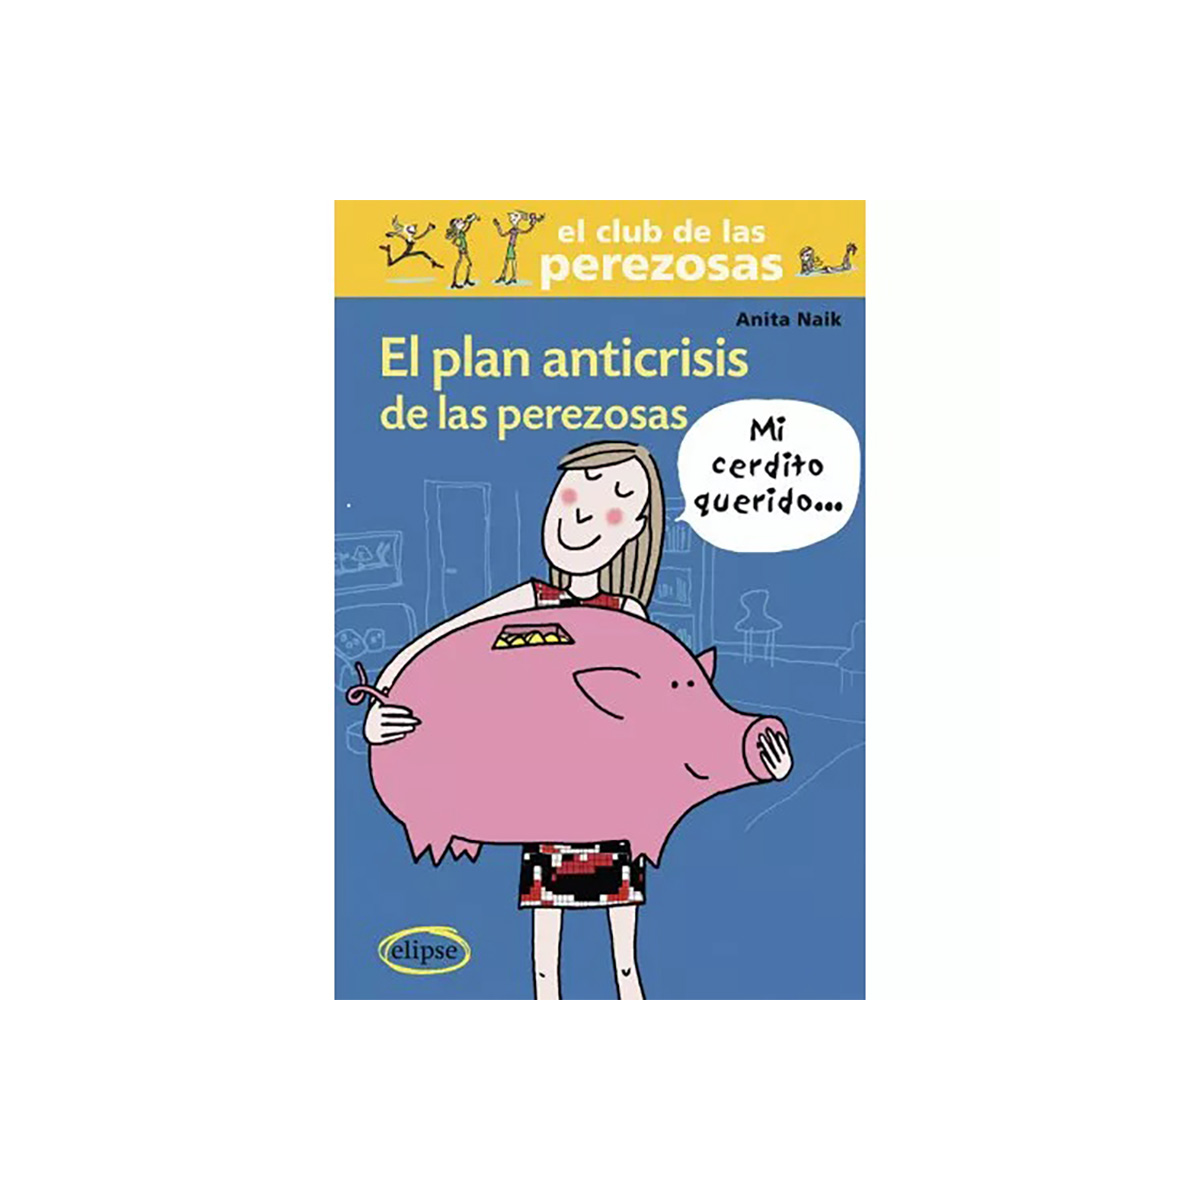 el club de las
perezosas
Anita Naik
El plan anticrisis
de las perezosas
Mi
cerdito
querido...
elipse